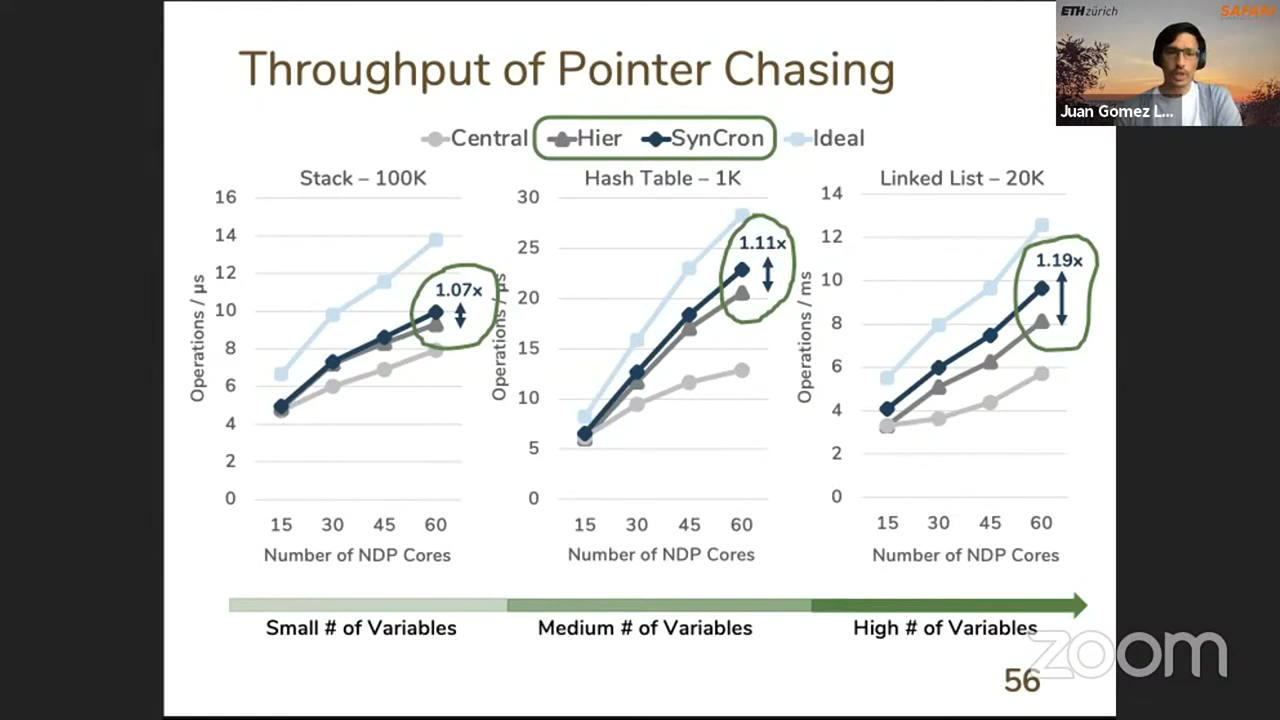 Throughput of Pointer Chasing
ETH zürich
SAFARI
Juan Gomez L...
Central Hier SynCron Ideal
Stack – 100K
Operations / µs
16
14
12
10
8
6
4
2
0
1.07x
15 30 45 60
Number of NDP Cores
Hash Table – 1K
Operations / µs
30
25
20
15
10
5
0
1.11x
15 30 45 60
Number of NDP Cores
Linked List – 20K
Operations / ms
14
12
10
8
6
4
2
0
1.19x
15 30 45 60
Number of NDP Cores
Small # of Variables
Medium # of Variables
High # of Variables
zoom
56